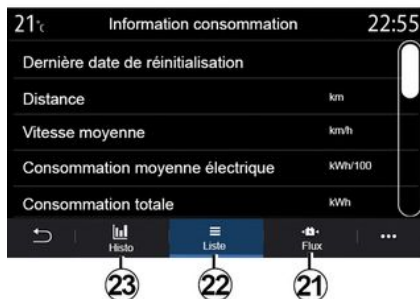 21°c Information consommation 22:55
Dernière date de réinitialisation
Distance km
Vitesse moyenne km/h
Consommation moyenne électrique kWh/100
Consommation totale kWh
Histo Liste Flux
23 22 21